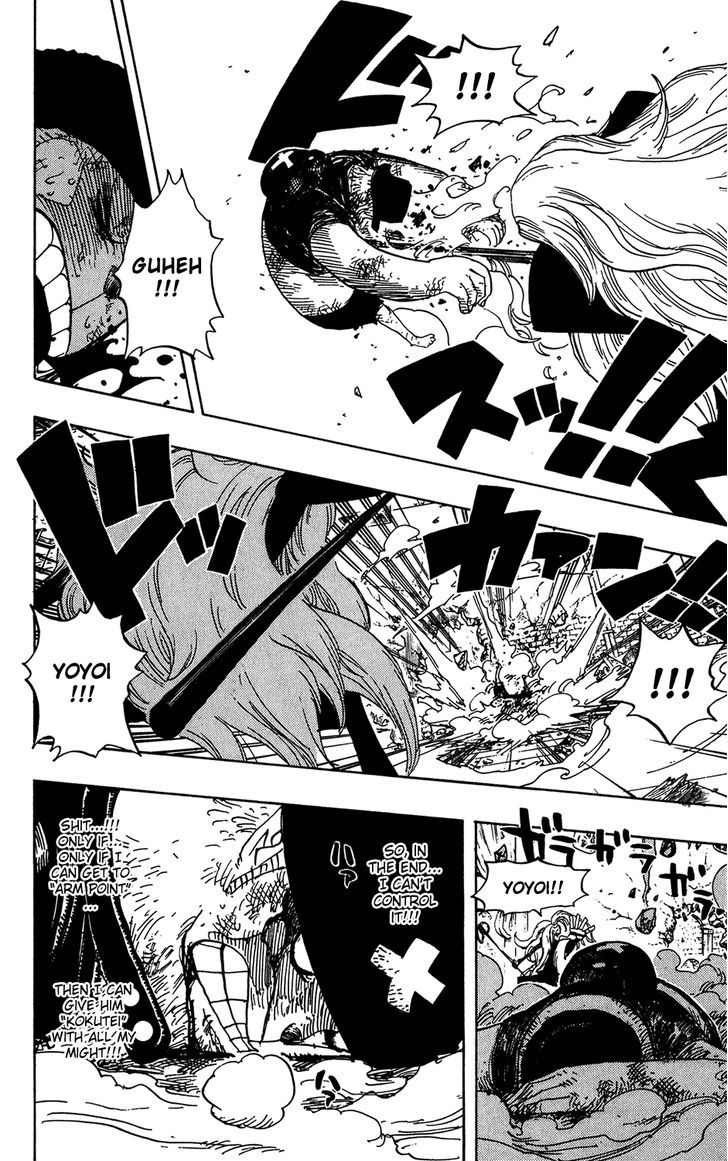 !!!
ド
ズッ!!!
GUHEH
!!!
!!!
ドッ
カァン!!!
YOYOI
!!!
YOYOI!!
ガラ
ガラ
SO, IN
THE END...
I CAN'T
CONTROL
IT!!!
ハァ
SHIT...!!!
ONLY IF...
ONLY IF I
CAN GET TO
"ARM POINT"
...
THEN I CAN
GIVE HIM
"KOKUTEI"
WITH ALL MY
MIGHT!!!
ハァ